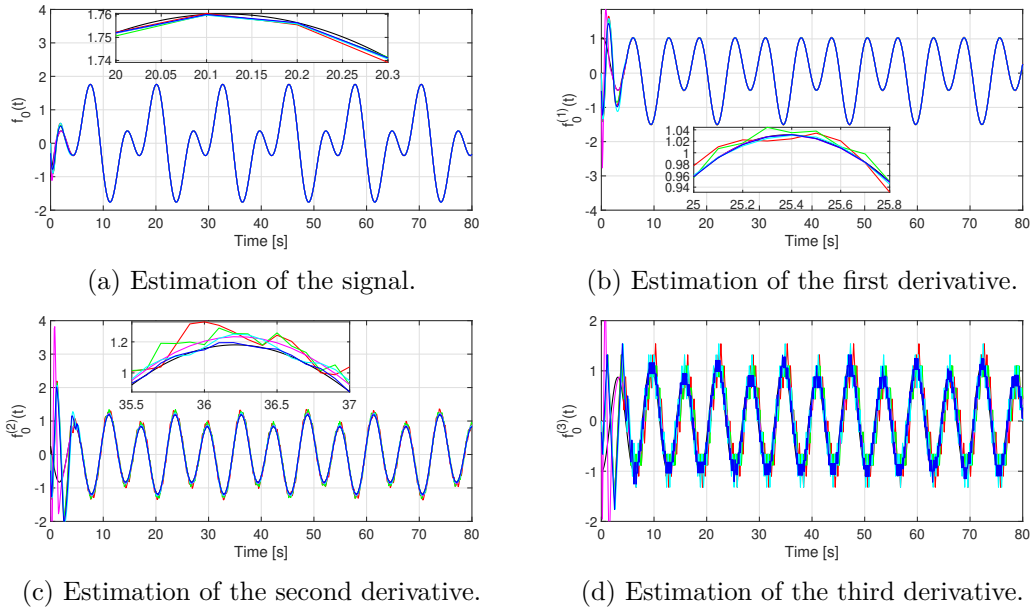 4
3
2
1
0
-1
-2
f₀(t)
1.76
1.75
1.74
20 20.05 20.1 20.15 20.2 20.25 20.3
0 10 20 30 40 50 60 70 80
Time [s]
(a) Estimation of the signal.
1
0
-1
-2
-3
-4
f₀⁽¹⁾(t)
1.04
1.02
1
0.98
0.96
0.94
25 25.2 25.4 25.6 25.8
0 10 20 30 40 50 60 70 80
Time [s]
(b) Estimation of the first derivative.
4
3
2
1
0
-1
-2
f₀⁽²⁾(t)
1.2
1
35.5 36 36.5 37
0 10 20 30 40 50 60 70 80
Time [s]
(c) Estimation of the second derivative.
2
1
0
-1
-2
f₀⁽³⁾(t)
0 10 20 30 40 50 60 70 80
Time [s]
(d) Estimation of the third derivative.